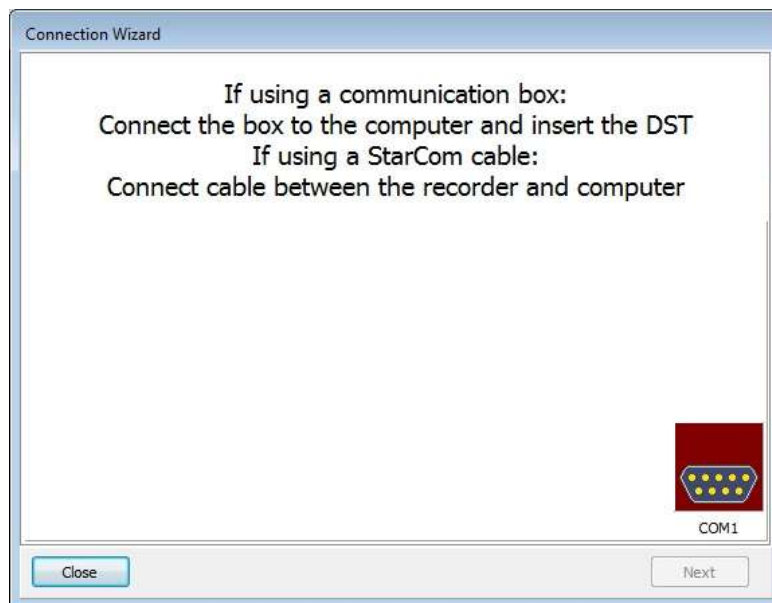 Connection Wizard
If using a communication box:
Connect the box to the computer and insert the DST
If using a StarCom cable:
Connect cable between the recorder and computer
COM1
Close
Next